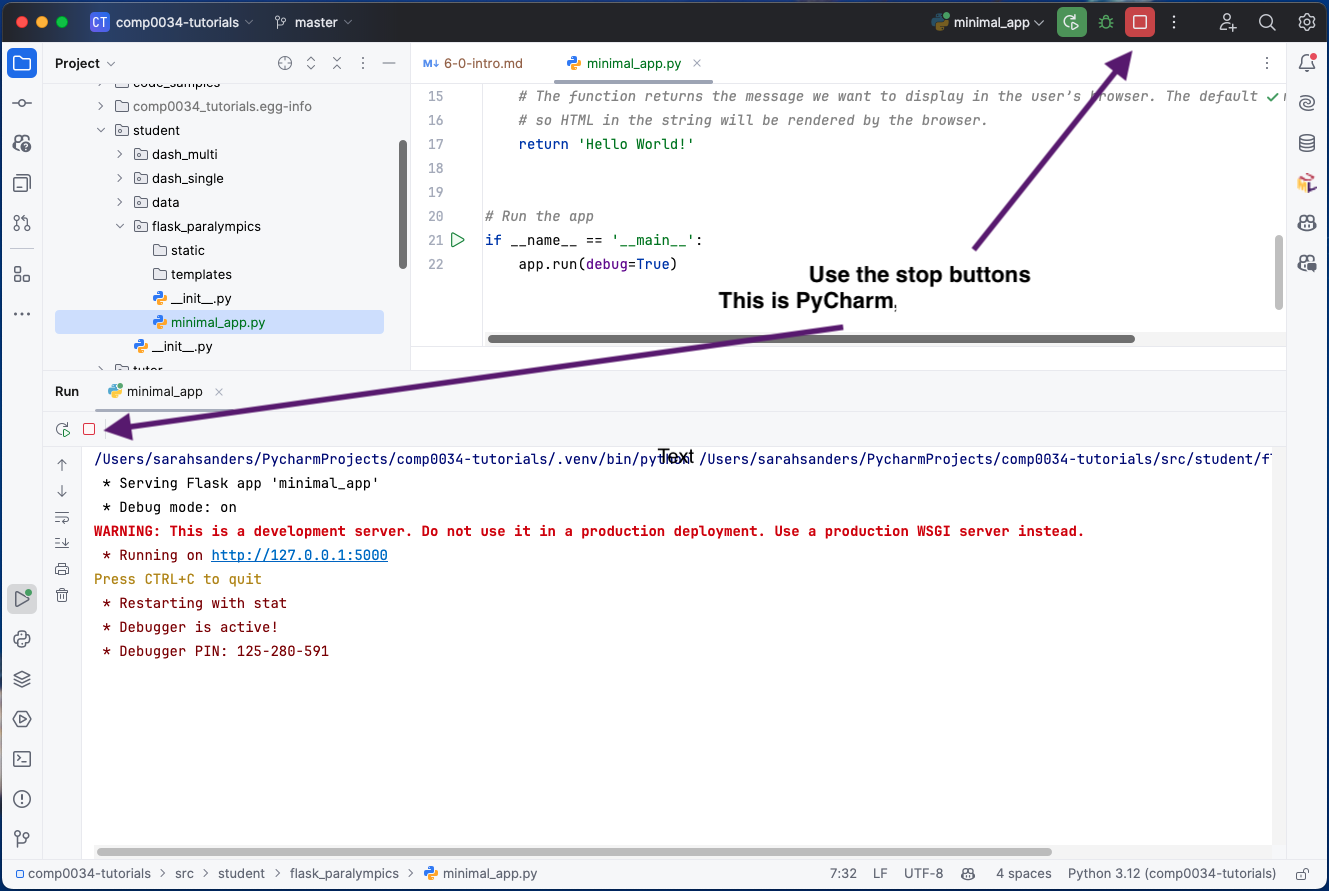 CT comp0034-tutorials master minimal_app
Project
6-0-intro.md minimal_app.py
code_samples
comp0034_tutorials.egg-info
student
dash_multi
dash_single
data
flask_paralympics
static
templates
__init__.py
minimal_app.py
__init__.py
tutor
15 # The function returns the message we want to display in the user's browser. The default
16 # so HTML in the string will be rendered by the browser.
17 return 'Hello World!'
18
19
20 # Run the app
21 if __name__ == '__main__':
22 app.run(debug=True)
Use the stop buttons
This is PyCharm,
Run minimal_app
Text
/Users/sarahsanders/PycharmProjects/comp0034-tutorials/.venv/bin/python /Users/sarahsanders/PycharmProjects/comp0034-tutorials/src/student/f
* Serving Flask app 'minimal_app'
* Debug mode: on
WARNING: This is a development server. Do not use it in a production deployment. Use a production WSGI server instead.
* Running on http://127.0.0.1:5000
Press CTRL+C to quit
* Restarting with stat
* Debugger is active!
* Debugger PIN: 125-280-591
comp0034-tutorials > src > student > flask_paralympics > minimal_app.py 7:32 LF UTF-8 4 spaces Python 3.12 (comp0034-tutorials)